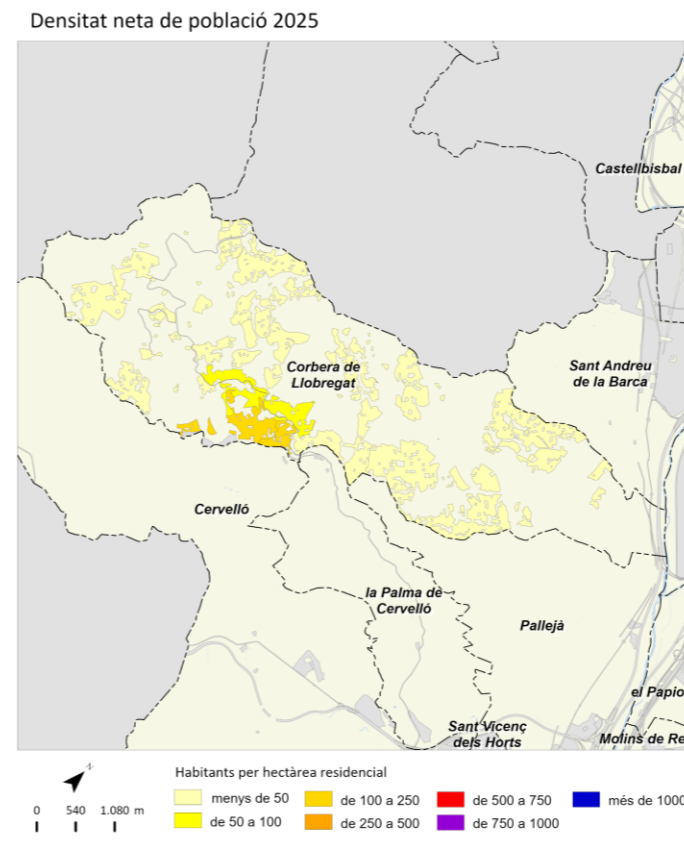 Densitat neta de població 2025
Castellbisbal
Corbera de
Llobregat
Sant Andreu
de la Barca
Cervelló
la Palma de
Cervelló
Pallejà
el Papio
Sant Vicenç
dels Horts
Molins de Re
N
0 540 1.080 m
Habitants per hectàrea residencial
menys de 50
de 50 a 100
de 100 a 250
de 250 a 500
de 500 a 750
de 750 a 1000
més de 1000